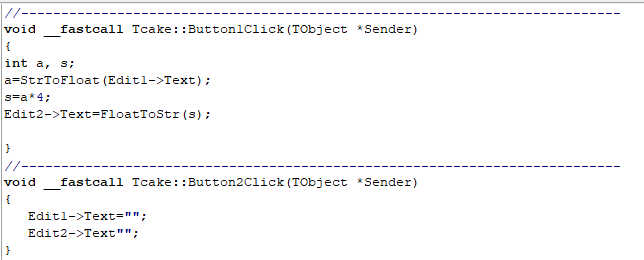 //---------------------------------------------------------------------------
void __fastcall Tcake::Button1Click(TObject *Sender)
{
int a, s;
a=StrToFloat(Edit1->Text);
s=a*4;
Edit2->Text=FloatToStr(s);
}
//---------------------------------------------------------------------------
void __fastcall Tcake::Button2Click(TObject *Sender)
{
Edit1->Text="";
Edit2->Text"";
}